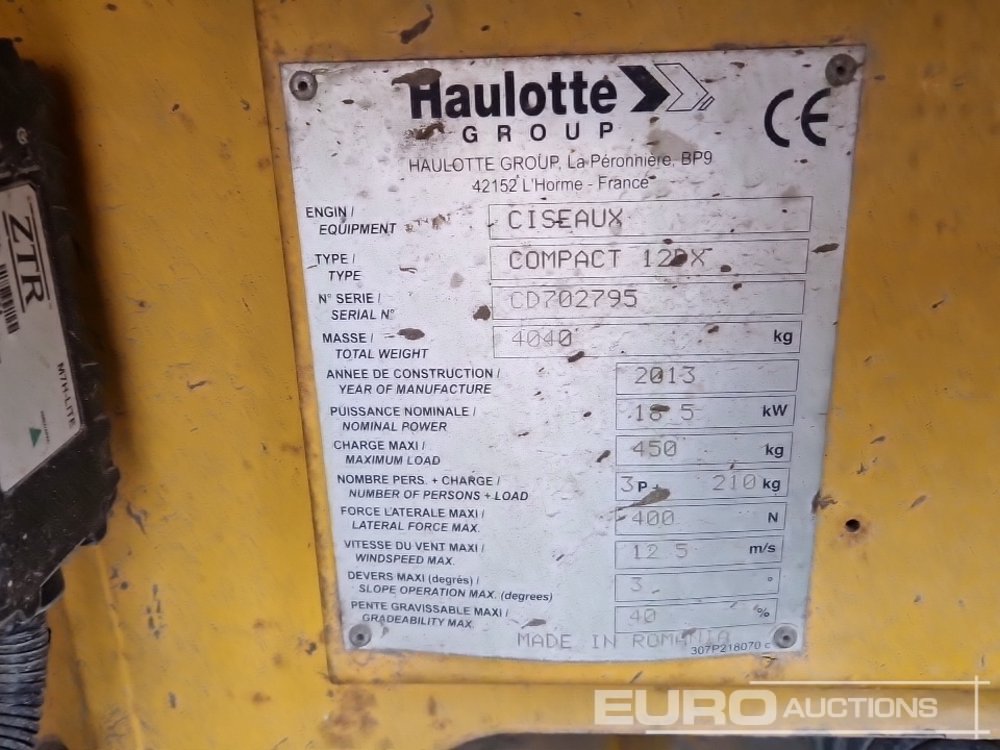 Haulotte
GROUP
CE
HAULOTTE GROUP, La Péronnière, BP9
42152 L'Horme - France
ENGIN / EQUIPMENT CISEAUX
TYPE / TYPE COMPACT 12DX
N° SERIE / SERIAL N° CD702795
MASSE / TOTAL WEIGHT 4040 kg
ANNEE DE CONSTRUCTION / YEAR OF MANUFACTURE 2013
PUISSANCE NOMINALE / NOMINAL POWER 18 5 kW
CHARGE MAXI / MAXIMUM LOAD 450 kg
NOMBRE PERS. + CHARGE / NUMBER OF PERSONS + LOAD 3 P + 210 kg
FORCE LATERALE MAXI / LATERAL FORCE MAX. 400 N
VITESSE DU VENT MAXI / WINDSPEED MAX. 12 5 m/s
DEVERS MAXI (degrés) / SLOPE OPERATION MAX. (degrees) 3 °
PENTE GRAVISSABLE MAXI / GRADEABILITY MAX. 40 %
MADE IN ROMANIA
307P218070 c
ZTR
M7H-LITE
EURO AUCTIONS